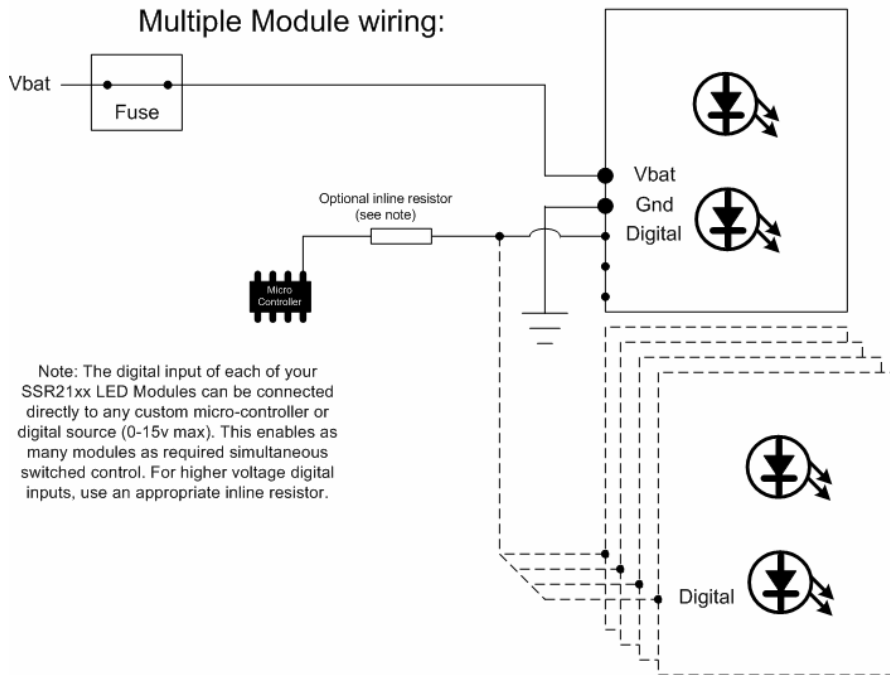 Multiple Module wiring:
Vbat
Fuse
Vbat
Gnd
Digital
Optional inline resistor
(see note)
Micro
Controller
Note: The digital input of each of your
SSR21xx LED Modules can be connected
directly to any custom micro-controller or
digital source (0-15v max). This enables as
many modules as required simultaneous
switched control. For higher voltage digital
inputs, use an appropriate inline resistor.
Digital